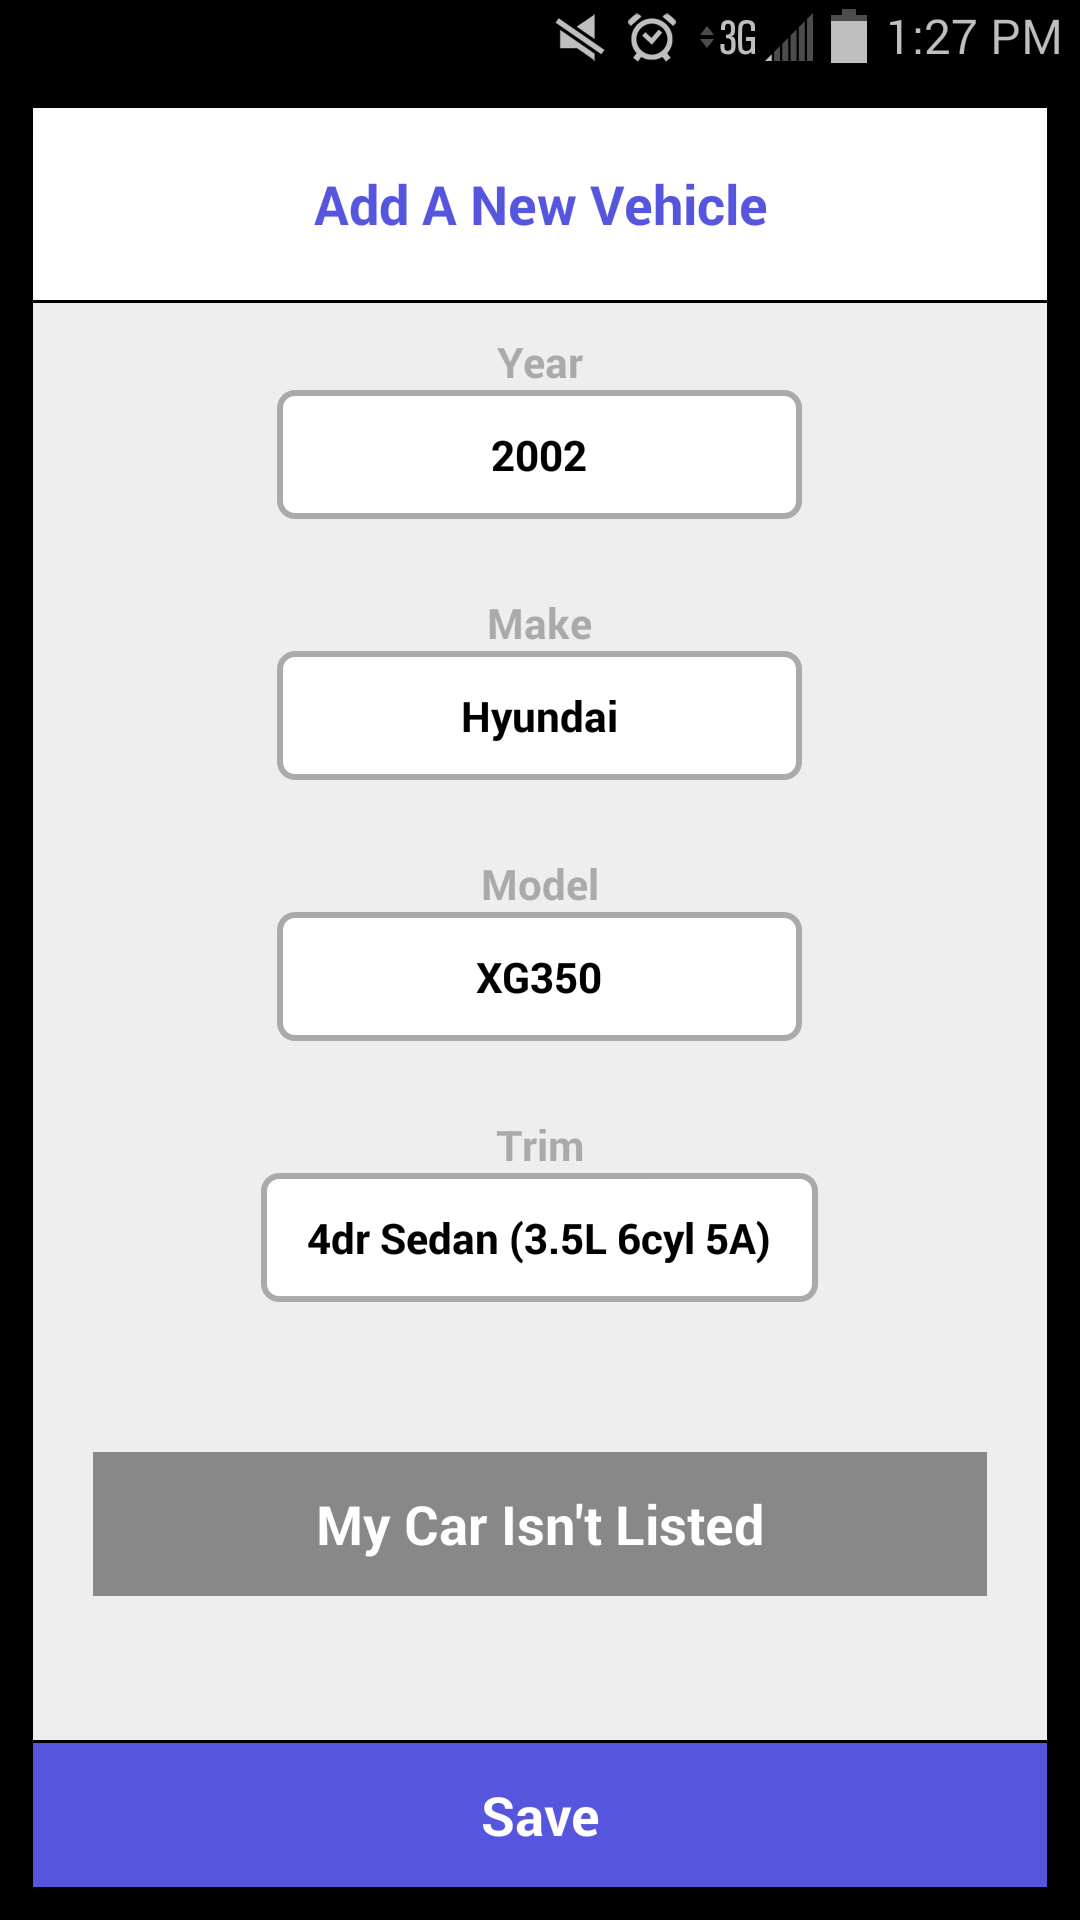 3G 1:27 PM
Add A New Vehicle
Year
2002
Make
Hyundai
Model
XG350
Trim
4dr Sedan (3.5L 6cyl 5A)
My Car Isn't Listed
Save